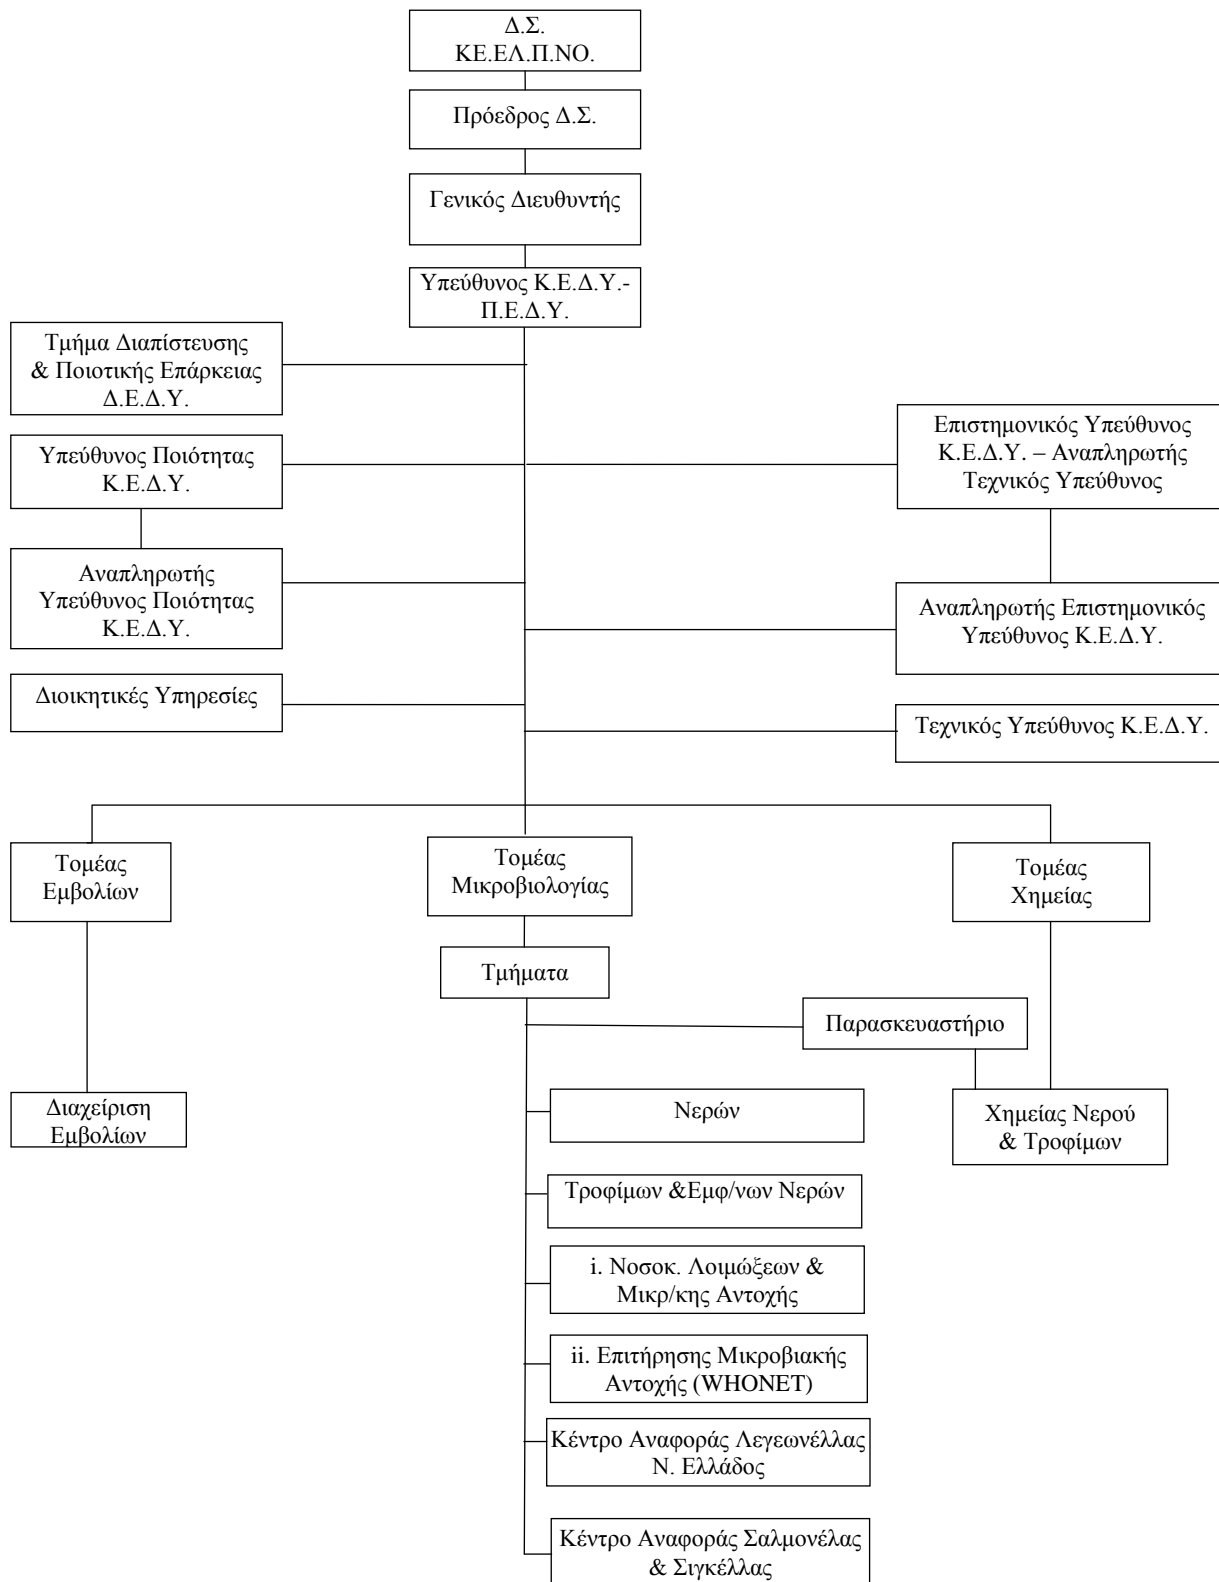 Δ.Σ.
ΚΕ.ΕΛ.Π.ΝΟ.
Πρόεδρος Δ.Σ.
Γενικός Διευθυντής
Υπεύθυνος Κ.Ε.Δ.Υ.-
Π.Ε.Δ.Υ.
Τμήμα Διαπίστευσης
& Ποιοτικής Επάρκειας
Δ.Ε.Δ.Υ.
Επιστημονικός Υπεύθυνος
Κ.Ε.Δ.Υ. – Αναπληρωτής
Τεχνικός Υπεύθυνος
Υπεύθυνος Ποιότητας
Κ.Ε.Δ.Υ.
Αναπληρωτής
Υπεύθυνος Ποιότητας
Κ.Ε.Δ.Υ.
Αναπληρωτής Επιστημονικός
Υπεύθυνος Κ.Ε.Δ.Υ.
Διοικητικές Υπηρεσίες
Τεχνικός Υπεύθυνος Κ.Ε.Δ.Υ.
Τομέας
Εμβολίων
Τομέας
Μικροβιολογίας
Τομέας
Χημείας
Τμήματα
Παρασκευαστήριο
Διαχείριση
Εμβολίων
Νερών
Χημείας Νερού
& Τροφίμων
Τροφίμων &Εμφ/νων Νερών
i. Νοσοκ. Λοιμώξεων &
Μικρ/κης Αντοχής
ii. Επιτήρησης Μικροβιακής
Αντοχής (WHONET)
Κέντρο Αναφοράς Λεγεωνέλλας
Ν. Ελλάδος
Κέντρο Αναφοράς Σαλμονέλας
& Σιγκέλλας